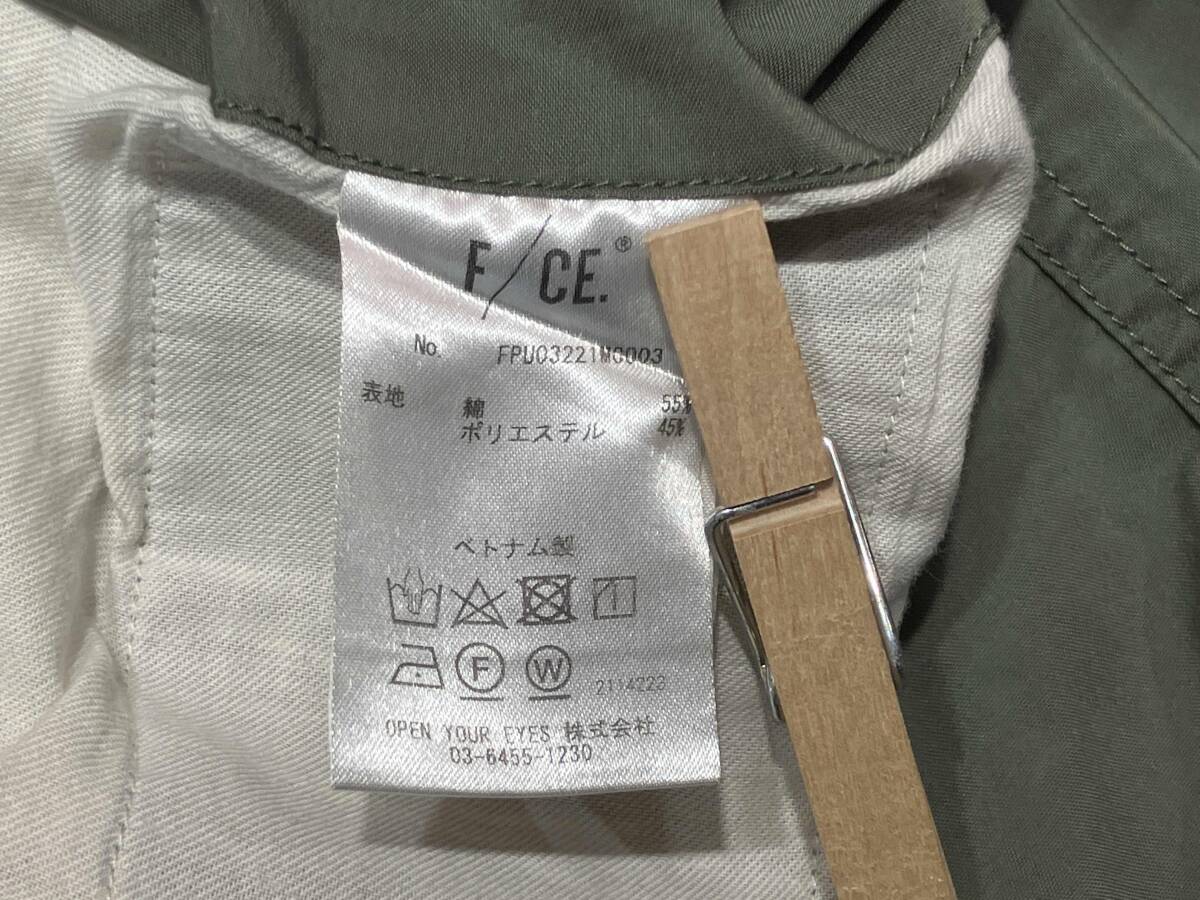 F/CE.®
No. FPU03221M0003
表地 綿 55%
ポリエステル 45%
ベトナム製
F W 2114223
OPEN YOUR EYES 株式会社
03-6455-1230